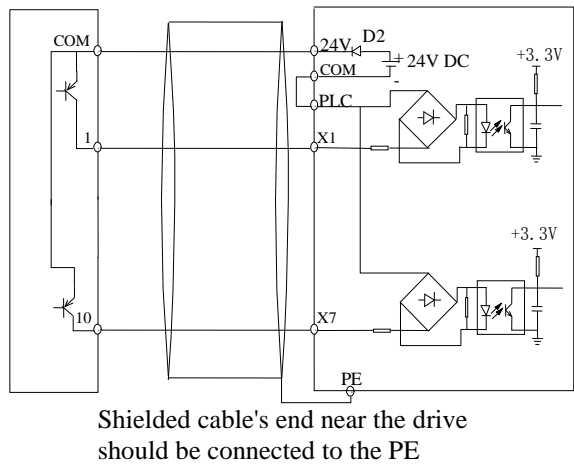 COM
24V
D2
+ 24V DC
-
COM
PLC
+3.3V
1
X1
+3.3V
10
X7
PE
Shielded cable's end near the drive
should be connected to the PE